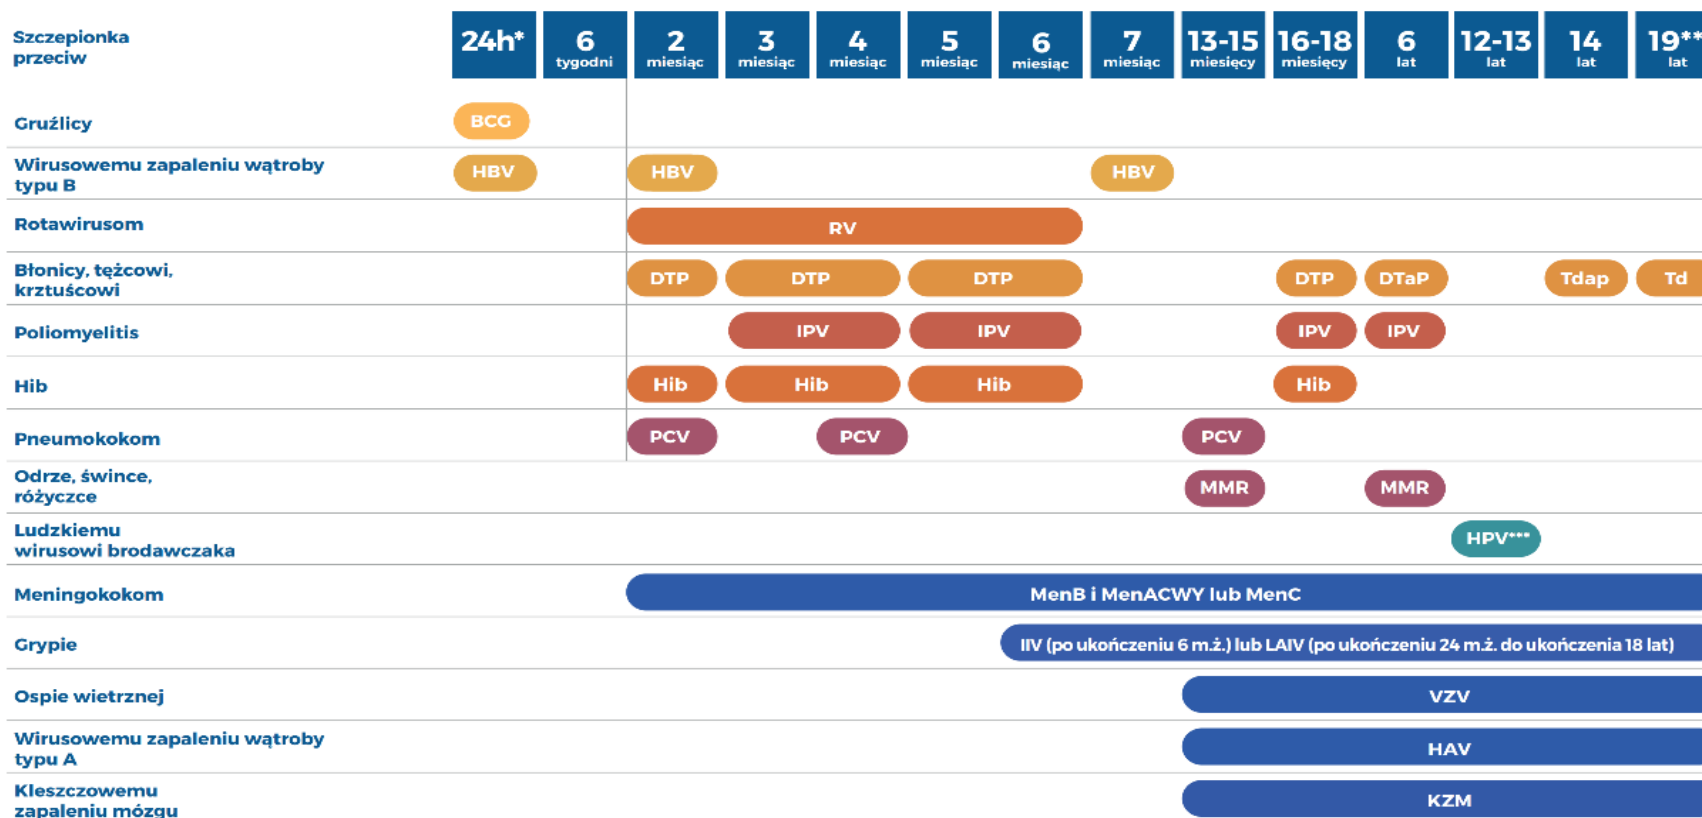 Szczepionka
przeciw
24h*
6
tygodni
2
miesiąc
3
miesiąc
4
miesiąc
5
miesiąc
6
miesiąc
7
miesiąc
13-15
miesięcy
16-18
miesięcy
6
lat
12-13
lat
14
lat
19**
lat
Gruźlicy
BCG
Wirusowemu zapaleniu wątroby
typu B
HBV HBV HBV
Rotawirusom
RV
Błonicy, tężcowi,
krztuścowi
DTP DTP DTP DTP DTaP Tdap Td
Poliomyelitis
IPV IPV IPV IPV
Hib
Hib Hib Hib Hib
Pneumokokom
PCV PCV PCV
Odrze, śwince,
różyczce
MMR MMR
Ludzkiemu
wirusowi brodawczaka
HPV***
Meningokokom
MenB i MenACWY lub MenC
Grypie
IIV (po ukończeniu 6 m.ż.) lub LAIV (po ukończeniu 24 m.ż. do ukończenia 18 lat)
Ospie wietrznej
VZV
Wirusowemu zapaleniu wątroby
typu A
HAV
Kleszczowemu
zapaleniu mózgu
KZM